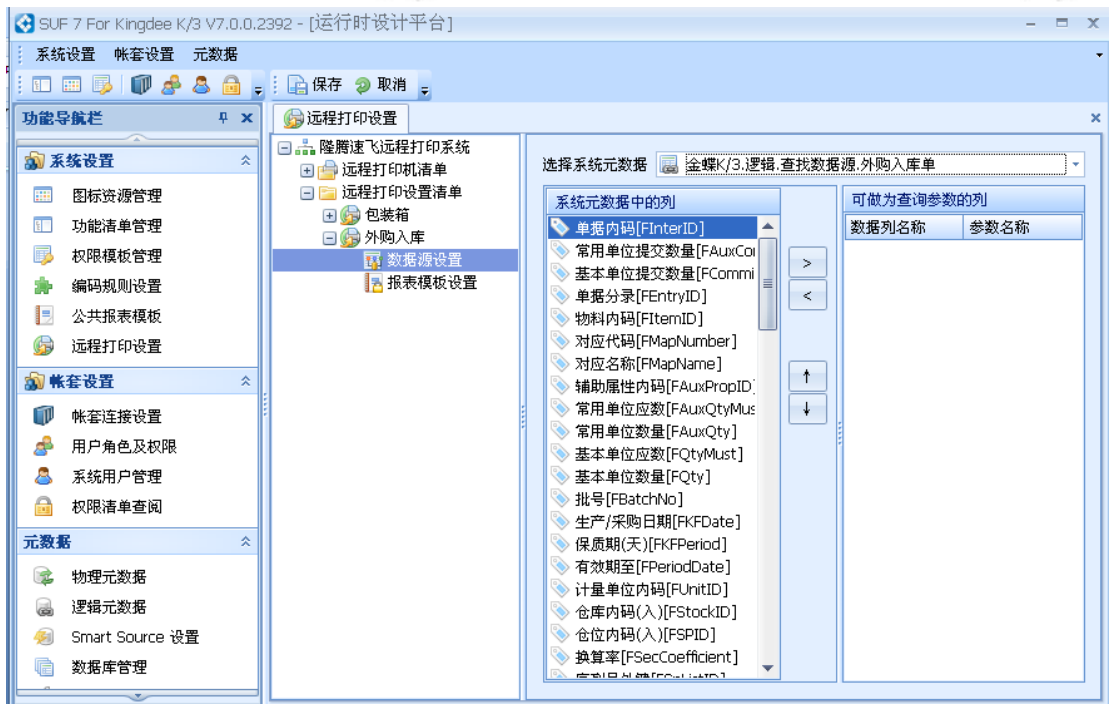 SUF 7 For Kingdee K/3 V7.0.0.2392 - [运行时设计平台]
系统设置 帐套设置 元数据
保存 取消
功能导航栏
系统设置
图标资源管理
功能清单管理
权限模板管理
编码规则设置
公共报表模板
远程打印设置
帐套设置
帐套连接设置
用户角色及权限
系统用户管理
权限清单查阅
元数据
物理元数据
逻辑元数据
Smart Source 设置
数据库管理
远程打印设置
隆腾速飞远程打印系统
远程打印机清单
远程打印设置清单
包装箱
外购入库
数据源设置
报表模板设置
选择系统元数据 金蝶K/3.逻辑.查找数据源.外购入库单
系统元数据中的列
单据内码[FInterID]
常用单位提交数量[FAuxCo
基本单位提交数量[FCommi
单据分录[FEntryID]
物料内码[FItemID]
对应代码[FMapNumber]
对应名称[FMapName]
辅助属性内码[FAuxPropID]
常用单位应数[FAuxQtyMus
常用单位数量[FAuxQty]
基本单位应数[FQtyMust]
基本单位数量[FQty]
批号[FBatchNo]
生产/采购日期[FKFDate]
保质期(天)[FKFPeriod]
有效期至[FPeriodDate]
计量单位内码[FUnitID]
仓库内码(入)[FStockID]
仓位内码(入)[FSPID]
换算率[FSecCoefficient]
>
<
↑
↓
可做为查询参数的列
数据列名称 参数名称